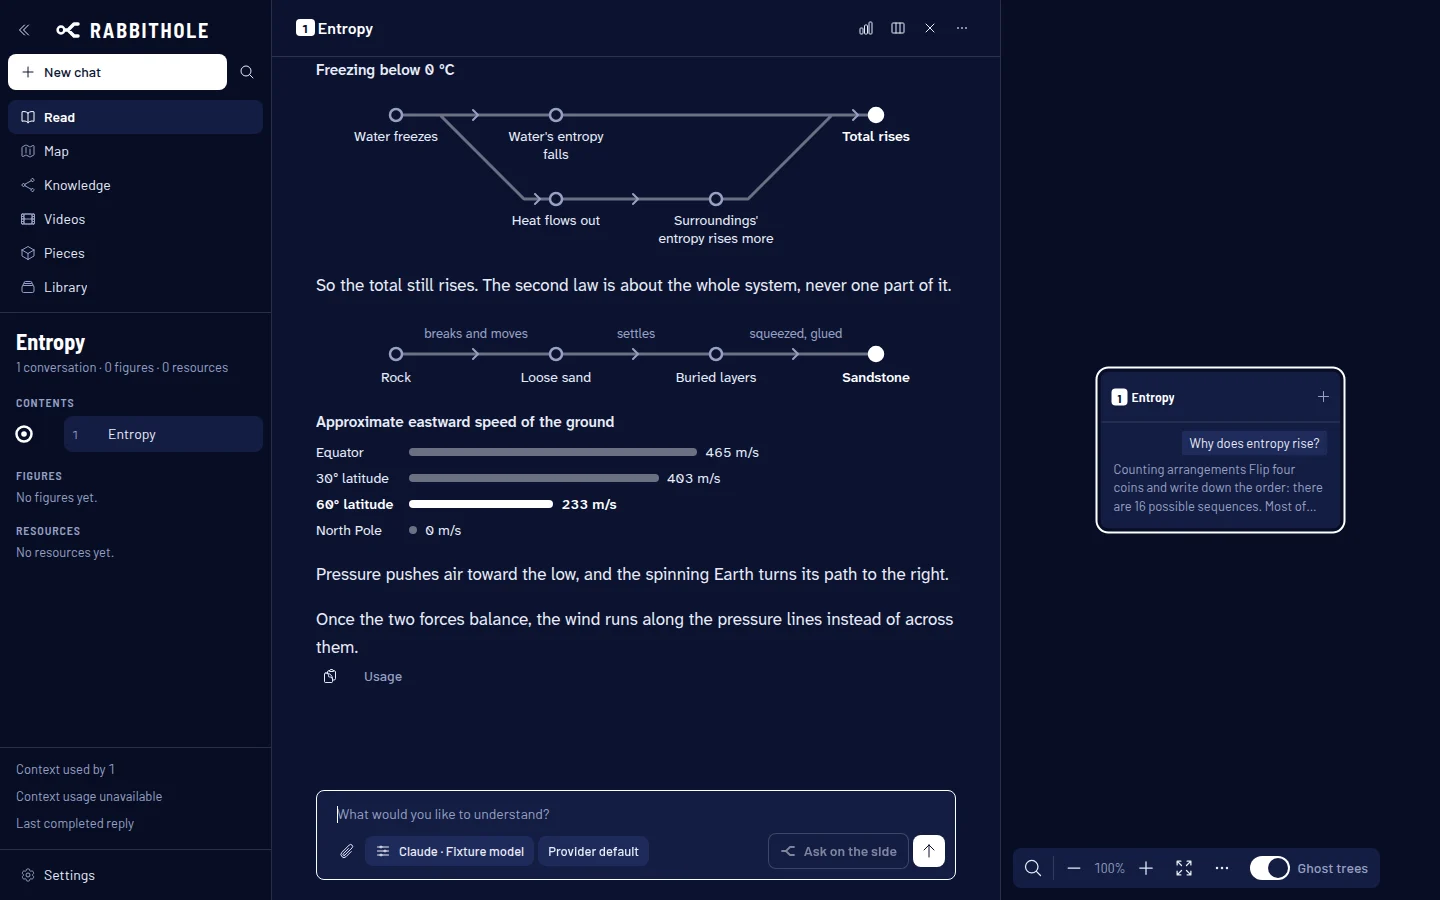 RABBITHOLE
New chat
Read
Map
Knowledge
Videos
Pieces
Library
Entropy
1 conversation · 0 figures · 0 resources
CONTENTS
1 Entropy
FIGURES
No figures yet.
RESOURCES
No resources yet.
Context used by 1
Context usage unavailable
Last completed reply
Settings
1 Entropy
Freezing below 0 °C
Water freezes
Water's entropy
falls
Total rises
Heat flows out
Surroundings'
entropy rises more
So the total still rises. The second law is about the whole system, never one part of it.
breaks and moves
settles
squeezed, glued
Rock
Loose sand
Buried layers
Sandstone
Approximate eastward speed of the ground
Equator 465 m/s
30° latitude 403 m/s
60° latitude 233 m/s
North Pole 0 m/s
Pressure pushes air toward the low, and the spinning Earth turns its path to the right.
Once the two forces balance, the wind runs along the pressure lines instead of across
them.
Usage
What would you like to understand?
Claude · Fixture model
Provider default
Ask on the side
1 Entropy
Why does entropy rise?
Counting arrangements Flip four
coins and write down the order: there
are 16 possible sequences. Most of...
100%
Ghost trees